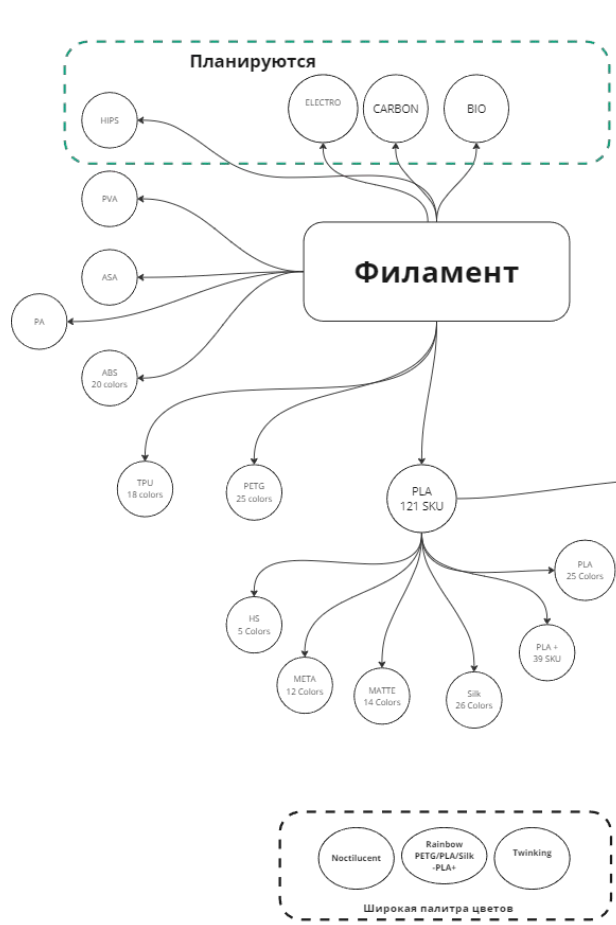 Планируются
HIPS
ELECTRO
CARBON
BIO
PVA
Филамент
ASA
PA
ABS
20 colors
TPU
18 colors
PETG
25 colors
PLA
121 SKU
PLA
25 Colors
HS
5 Colors
PLA +
39 SKU
META
12 Colors
MATTE
14 Colors
Silk
26 Colors
Noctilucent
Rainbow
PETG/PLA/Silk
-PLA+
Twinking
Широкая палитра цветов